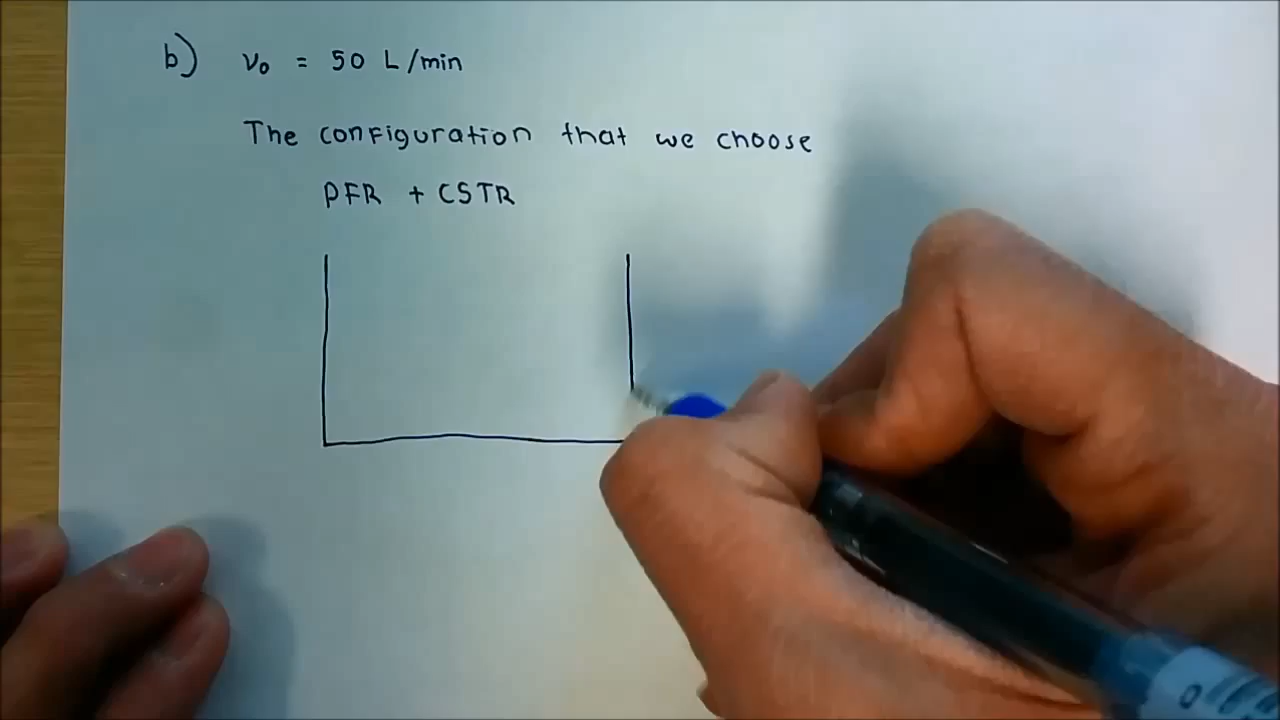 b) v₀ = 50 L/min
The configuration that we choose
PFR + CSTR